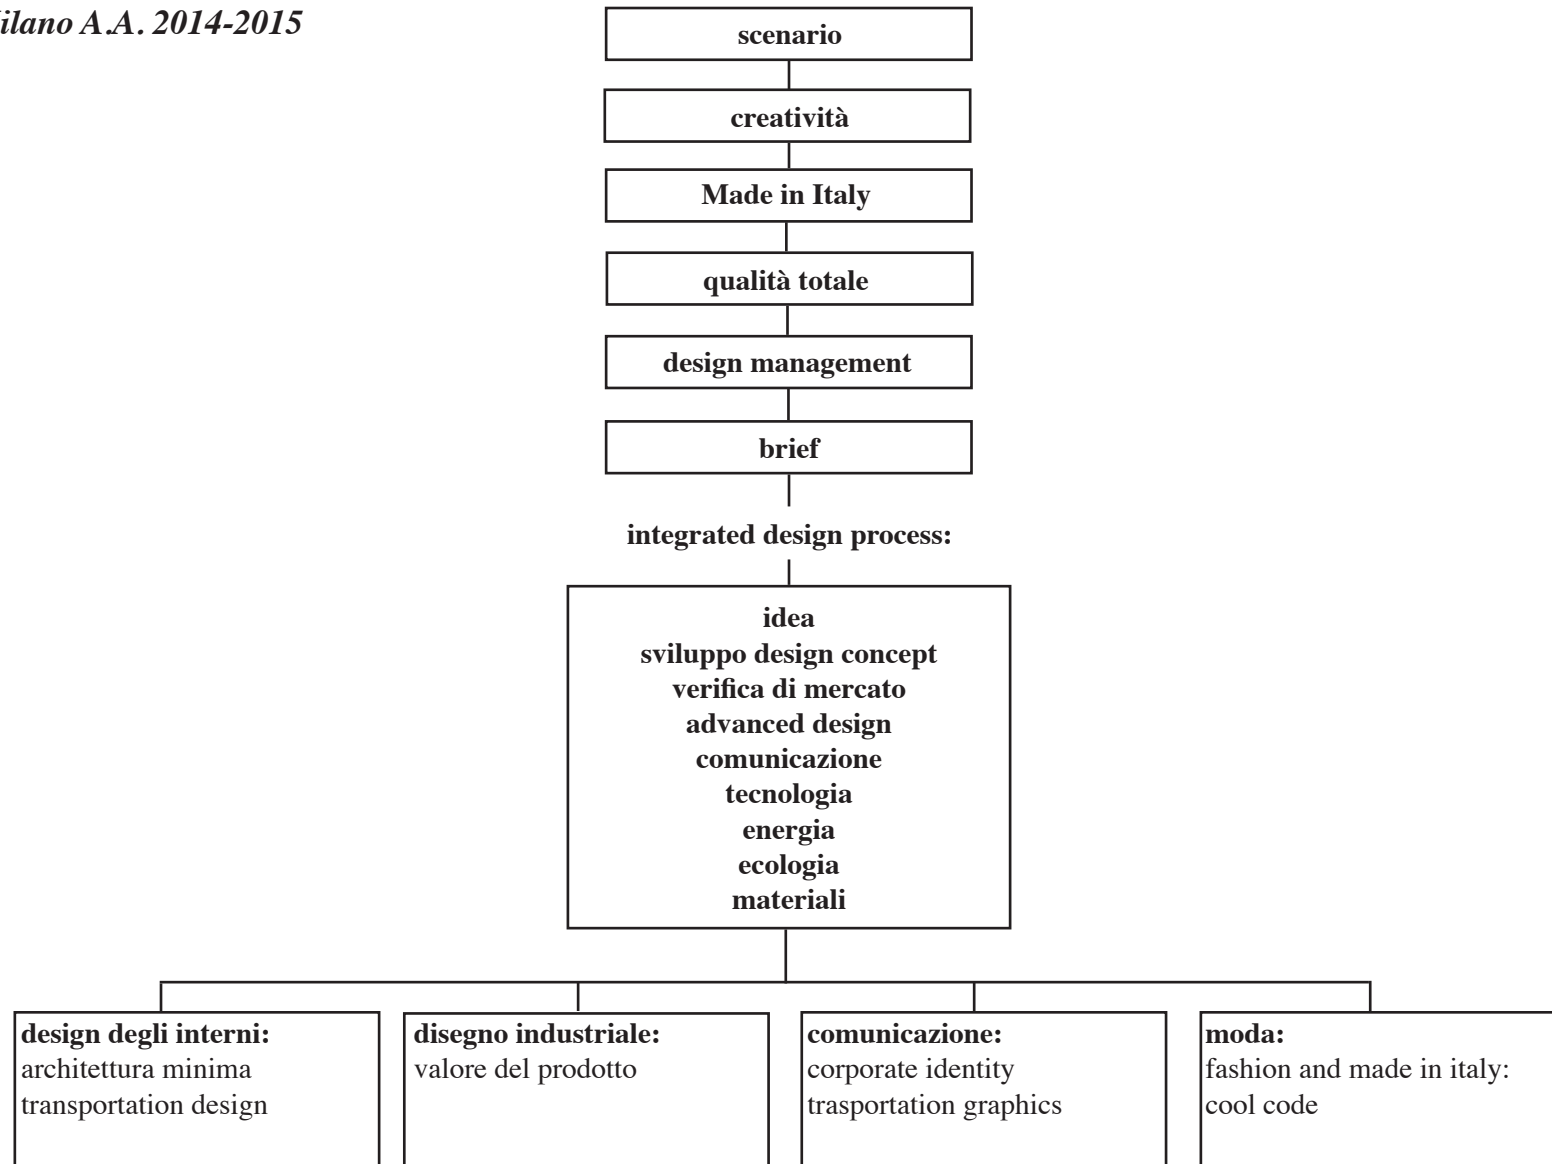 A.A. 2014-2015
scenario
creatività
Made in Italy
qualità totale
design management
brief
integrated design process:
idea
sviluppo design concept
verifica di mercato
advanced design
comunicazione
tecnologia
energia
ecologia
materiali
design degli interni:
architettura minima
transportation design
disegno industriale:
valore del prodotto
comunicazione:
corporate identity
trasportation graphics
moda:
fashion and made in italy:
cool code